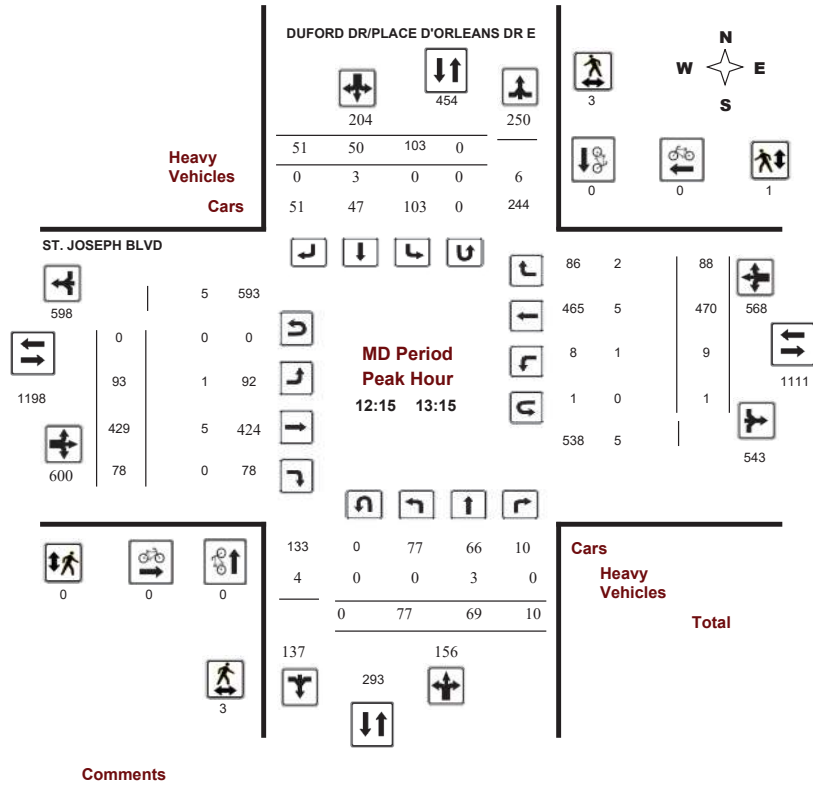 DUFORD DR/PLACE D'ORLEANS DR E
N
W E
S
454
3
204 250
51 50 103 0
Heavy
Vehicles
0 3 0 0 6
Cars
51 47 103 0 244
0 0 1
ST. JOSEPH BLVD
86 2 88
598
5 593
465 5 470 568
0 0 0
MD Period
Peak Hour
8 1 9
1198
93 1 92
1111
12:15 13:15
1 0 1
429 5 424
600
78 0 78
538 5
543
133 0 77 66 10
Cars
4 0 0 3 0
Heavy
Vehicles
0 0 0
0 77 69 10
Total
137 156
293
3
Comments